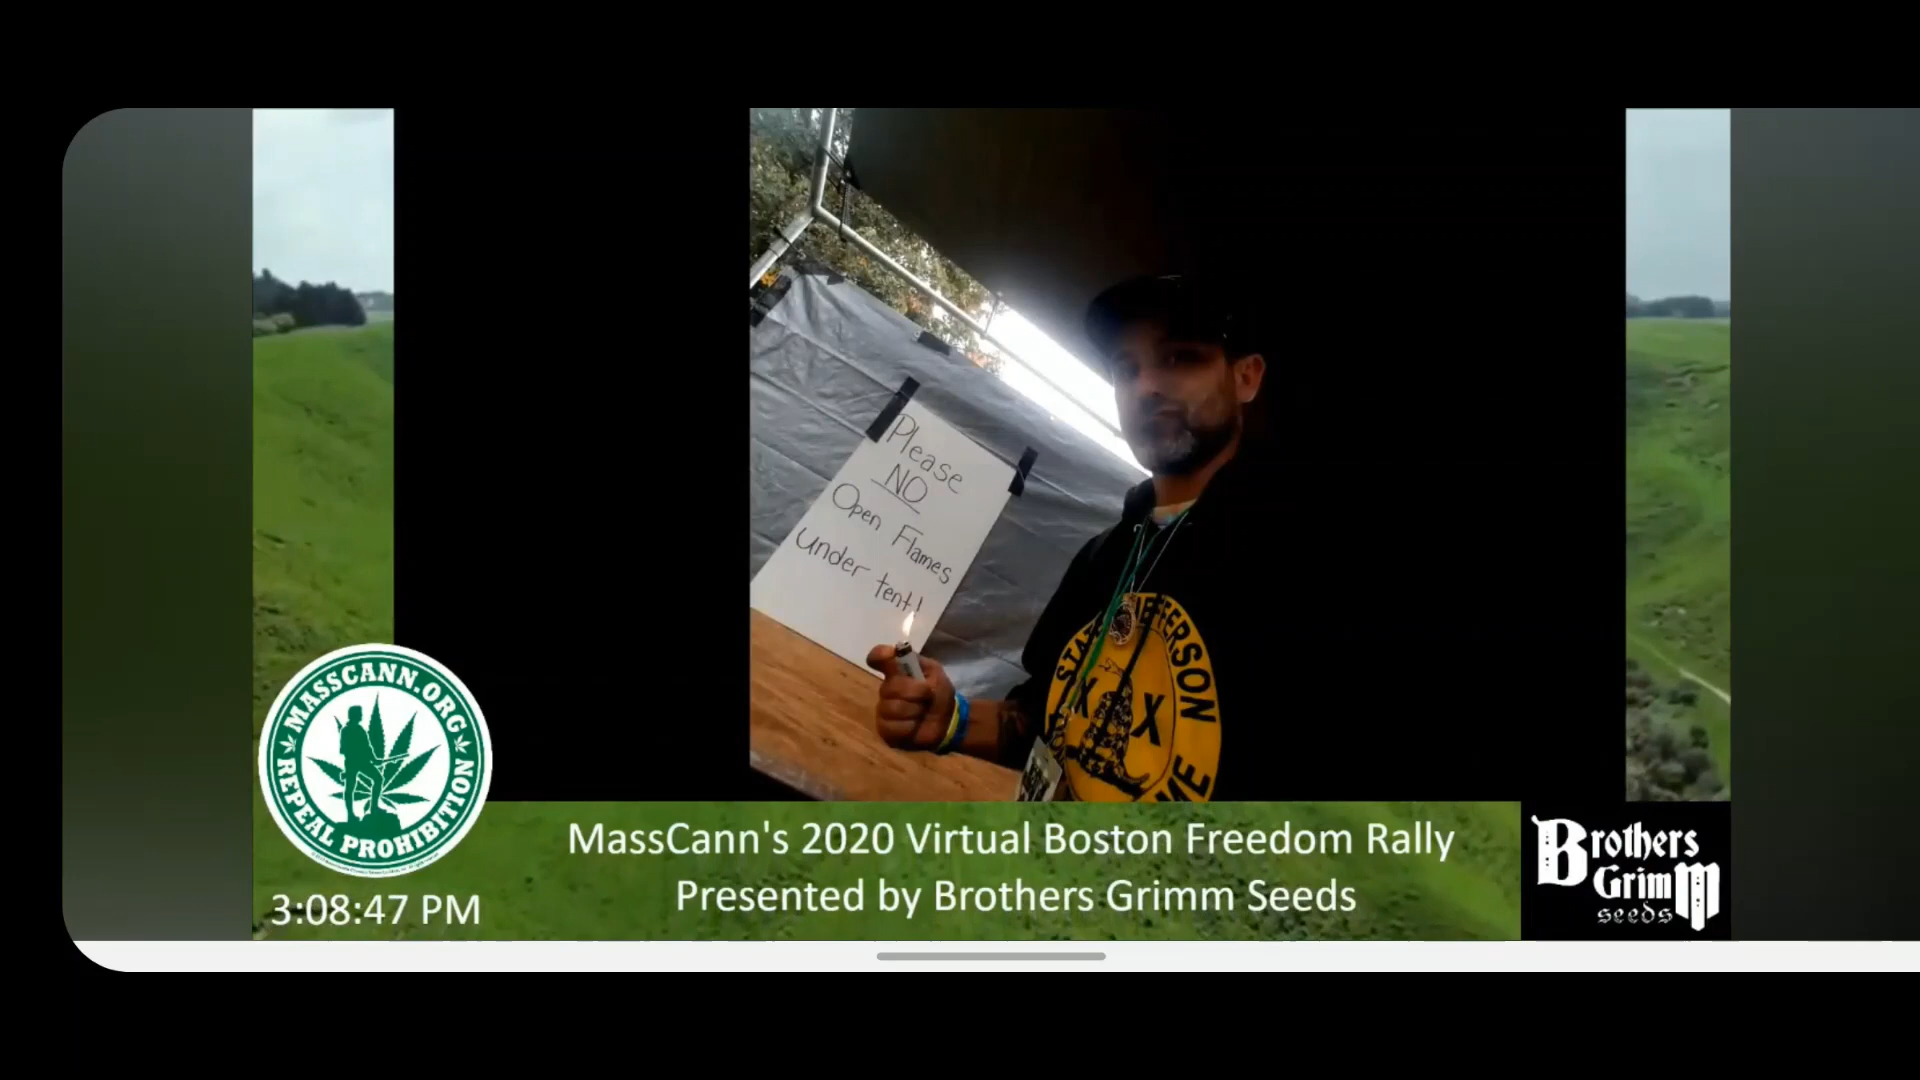 Please
NO
Open Flames
under tent!
JEFFERSON
X X
MASSCANN.ORG
REPEAL PROHIBITION
3:08:47 PM
MassCann's 2020 Virtual Boston Freedom Rally
Presented by Brothers Grimm Seeds
Brothers
Grimm
seeds